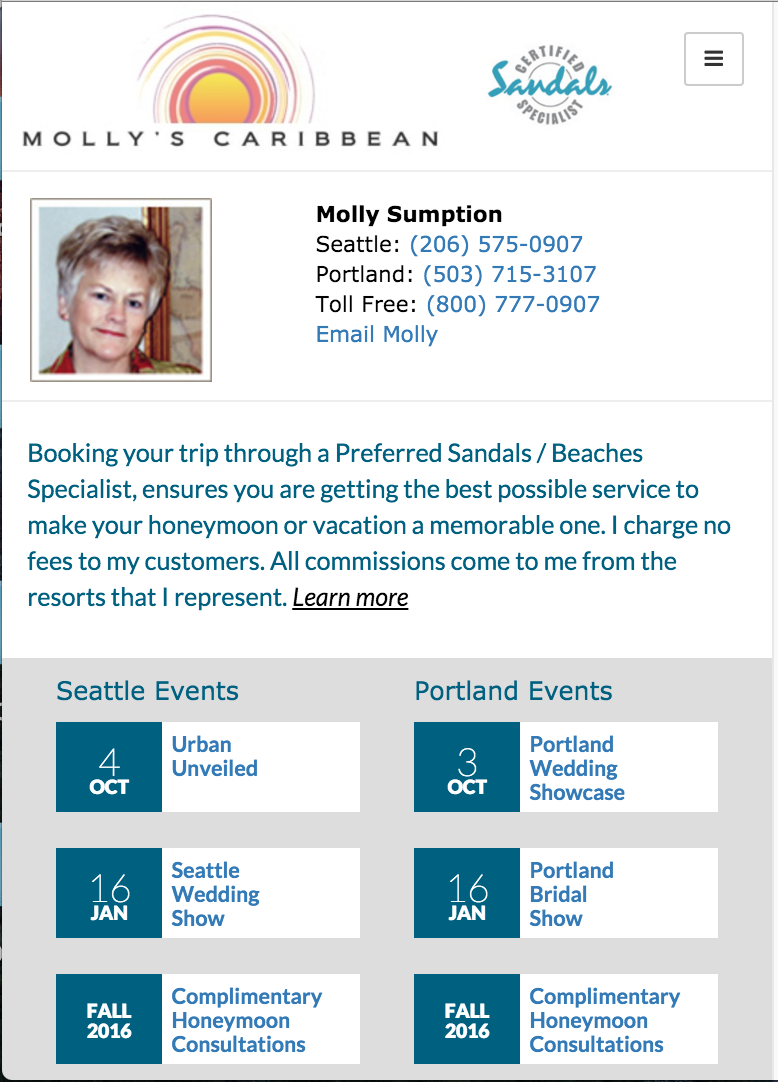 MOLLY'S CARIBBEAN
CERTIFIED
Sandals
SPECIALIST
Molly Sumption
Seattle: (206) 575-0907
Portland: (503) 715-3107
Toll Free: (800) 777-0907
Email Molly
Booking your trip through a Preferred Sandals / Beaches
Specialist, ensures you are getting the best possible service to
make your honeymoon or vacation a memorable one. I charge no
fees to my customers. All commissions come to me from the
resorts that I represent. Learn more
Seattle Events
4
OCT
Urban
Unveiled
16
JAN
Seattle
Wedding
Show
FALL
2016
Complimentary
Honeymoon
Consultations
Portland Events
3
OCT
Portland
Wedding
Showcase
16
JAN
Portland
Bridal
Show
FALL
2016
Complimentary
Honeymoon
Consultations